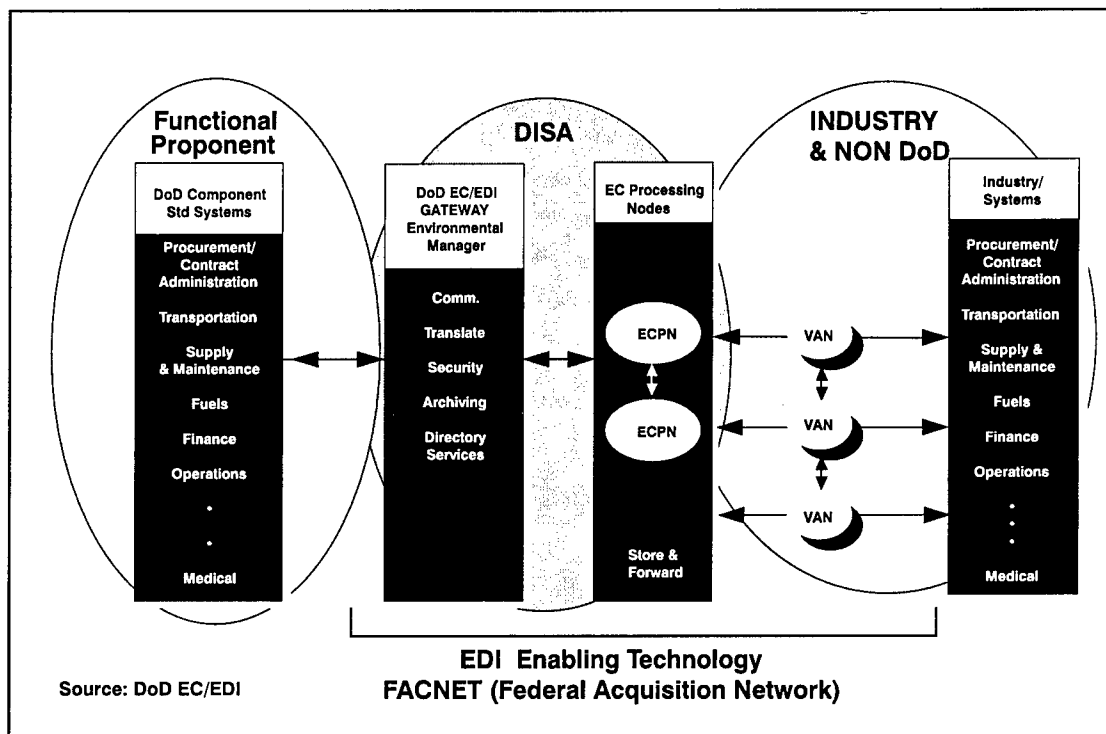 Functional
Proponent
DoD Component
Std Systems
Procurement/
Contract
Administration
Transportation
Supply
& Maintenance
Fuels
Finance
Operations
.
.
.
Medical
DISA
DoD EC/EDI
GATEWAY
Environmental
Manager
Comm.
Translate
Security
Archiving
Directory
Services
EC Processing
Nodes
ECPN
ECPN
Store &
Forward
INDUSTRY
& NON DoD
VAN
VAN
VAN
Industry/
Systems
Procurement/
Contract
Administration
Transportation
Supply &
Maintenance
Fuels
Finance
Operations
.
.
.
Medical
EDI Enabling Technology
FACNET (Federal Acquisition Network)
Source: DoD EC/EDI